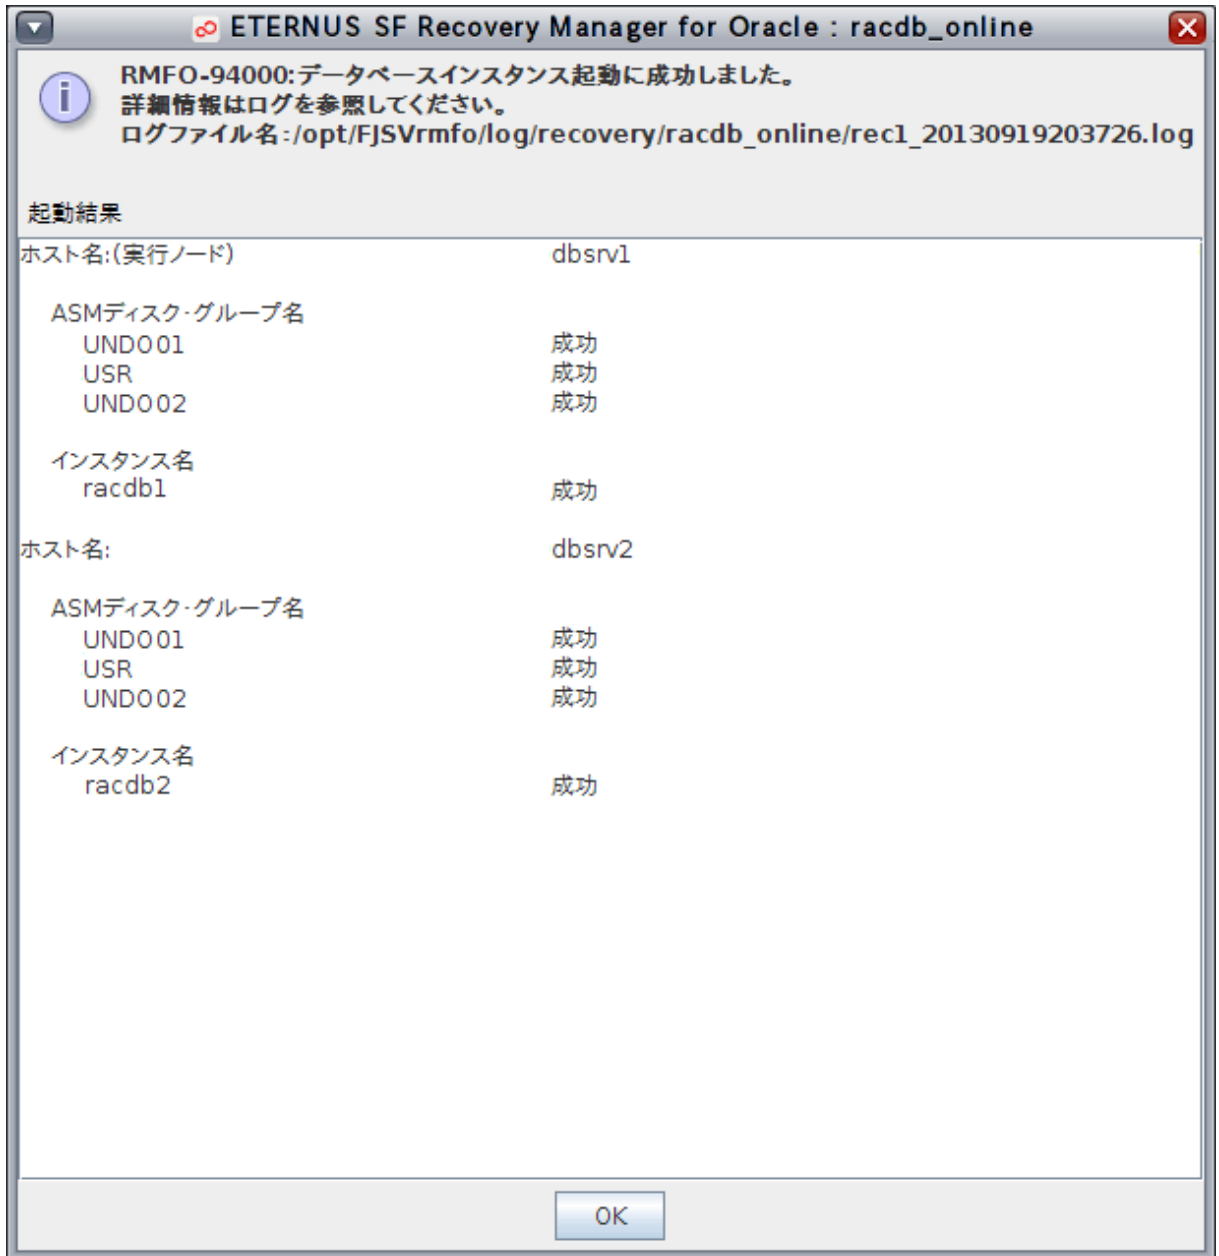 ETERNUS SF Recovery Manager for Oracle : racdb_online
RMFO-94000:データベースインスタンス起動に成功しました。
詳細情報はログを参照してください。
ログファイル名:/opt/FJSVrmfo/log/recovery/racdb_online/rec1_20130919203726.log
起動結果
ホスト名:(実行ノード) dbsrv1
ASMディスク・グループ名
UNDO01 成功
USR 成功
UNDO02 成功
インスタンス名
racdb1 成功
ホスト名: dbsrv2
ASMディスク・グループ名
UNDO01 成功
USR 成功
UNDO02 成功
インスタンス名
racdb2 成功
OK